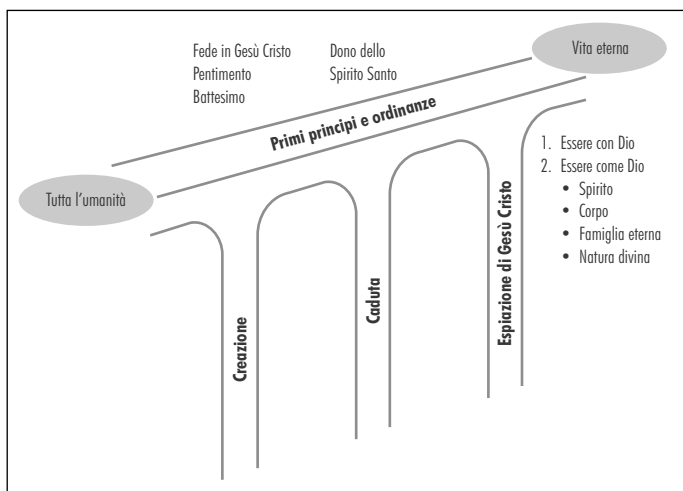 Fede in Gesù Cristo
Pentimento
Battesimo
Dono dello
Spirito Santo
Vita eterna
Primi principi e ordinanze
Tutta l'umanità
1. Essere con Dio
2. Essere come Dio
• Spirito
• Corpo
• Famiglia eterna
• Natura divina
Creazione
Caduta
Espiazione di Gesù Cristo